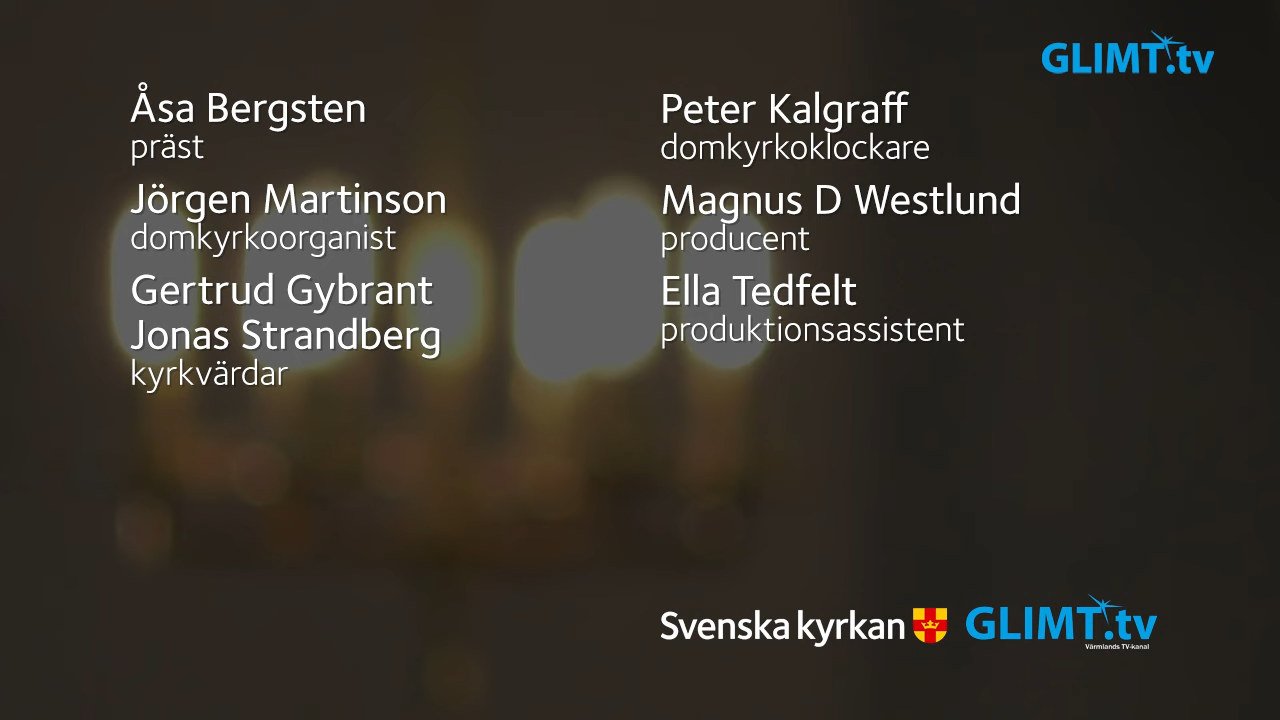 GLIMT.tv
Åsa Bergsten
präst
Jörgen Martinson
domkyrkoorganist
Gertrud Gybrant
Jonas Strandberg
kyrkvärdar
Peter Kalgraff
domkyrkoklockare
Magnus D Westlund
producent
Ella Tedfelt
produktionsassistent
Svenska kyrkan
GLIMT.tv
Värmlands TV-kanal